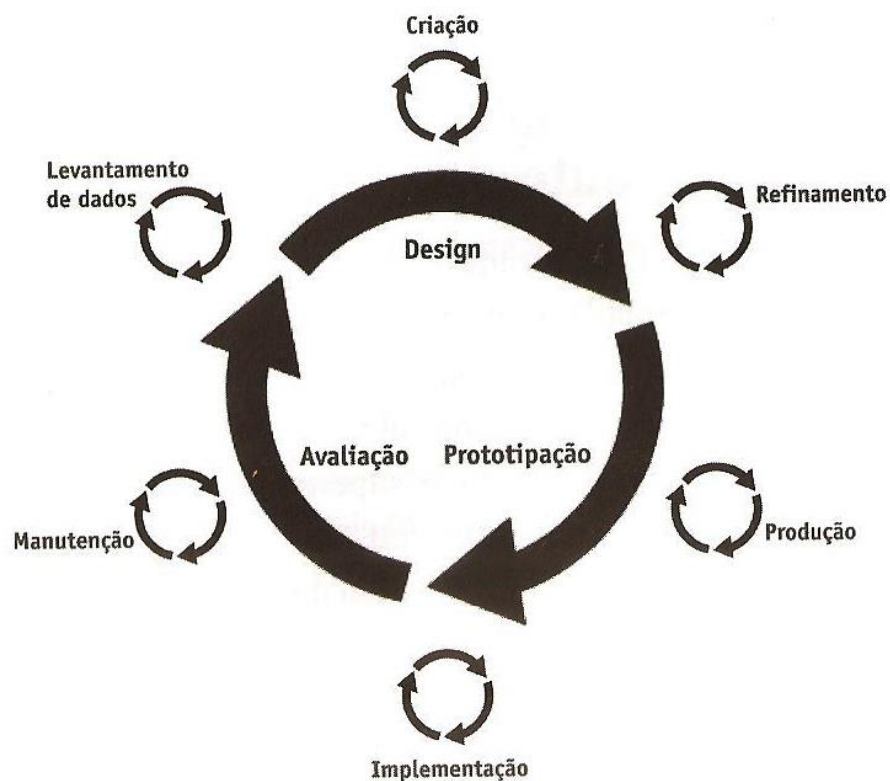 Criação
Levantamento
de dados
Refinamento
Design
Avaliação
Prototipação
Manutenção
Produção
Implementação